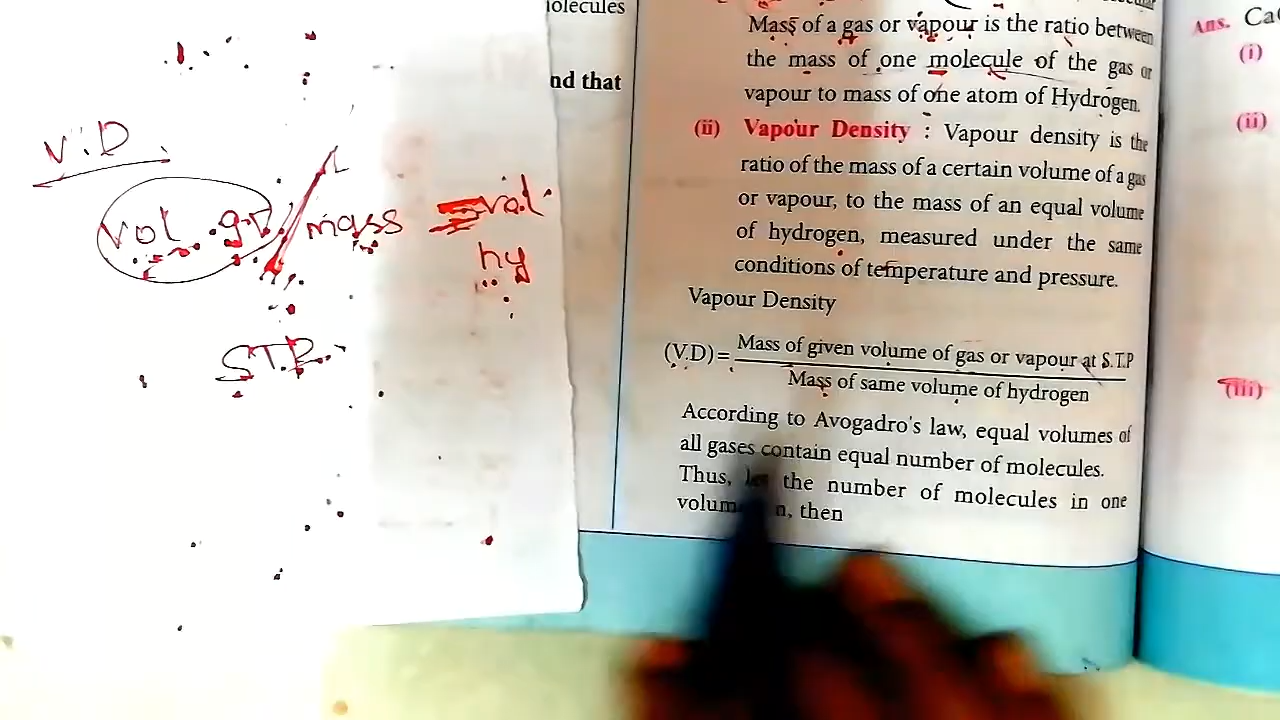 V.D
vol gr mass = vol
hy
S.T.P
olecules
nd that
Mass of a gas or vapour is the ratio between
the mass of one molecule of the gas or
vapour to mass of one atom of Hydrogen.
(ii) Vapour Density : Vapour density is the
ratio of the mass of a certain volume of a gas
or vapour, to the mass of an equal volume
of hydrogen, measured under the same
conditions of temperature and pressure.
Vapour Density
(V.D)= Mass of given volume of gas or vapour at S.T.P
Mass of same volume of hydrogen
According to Avogadro's law, equal volumes of
all gases contain equal number of molecules.
Thus, the number of molecules in one
n, then
Ans. Ca
(i)
(ii)
(iii)